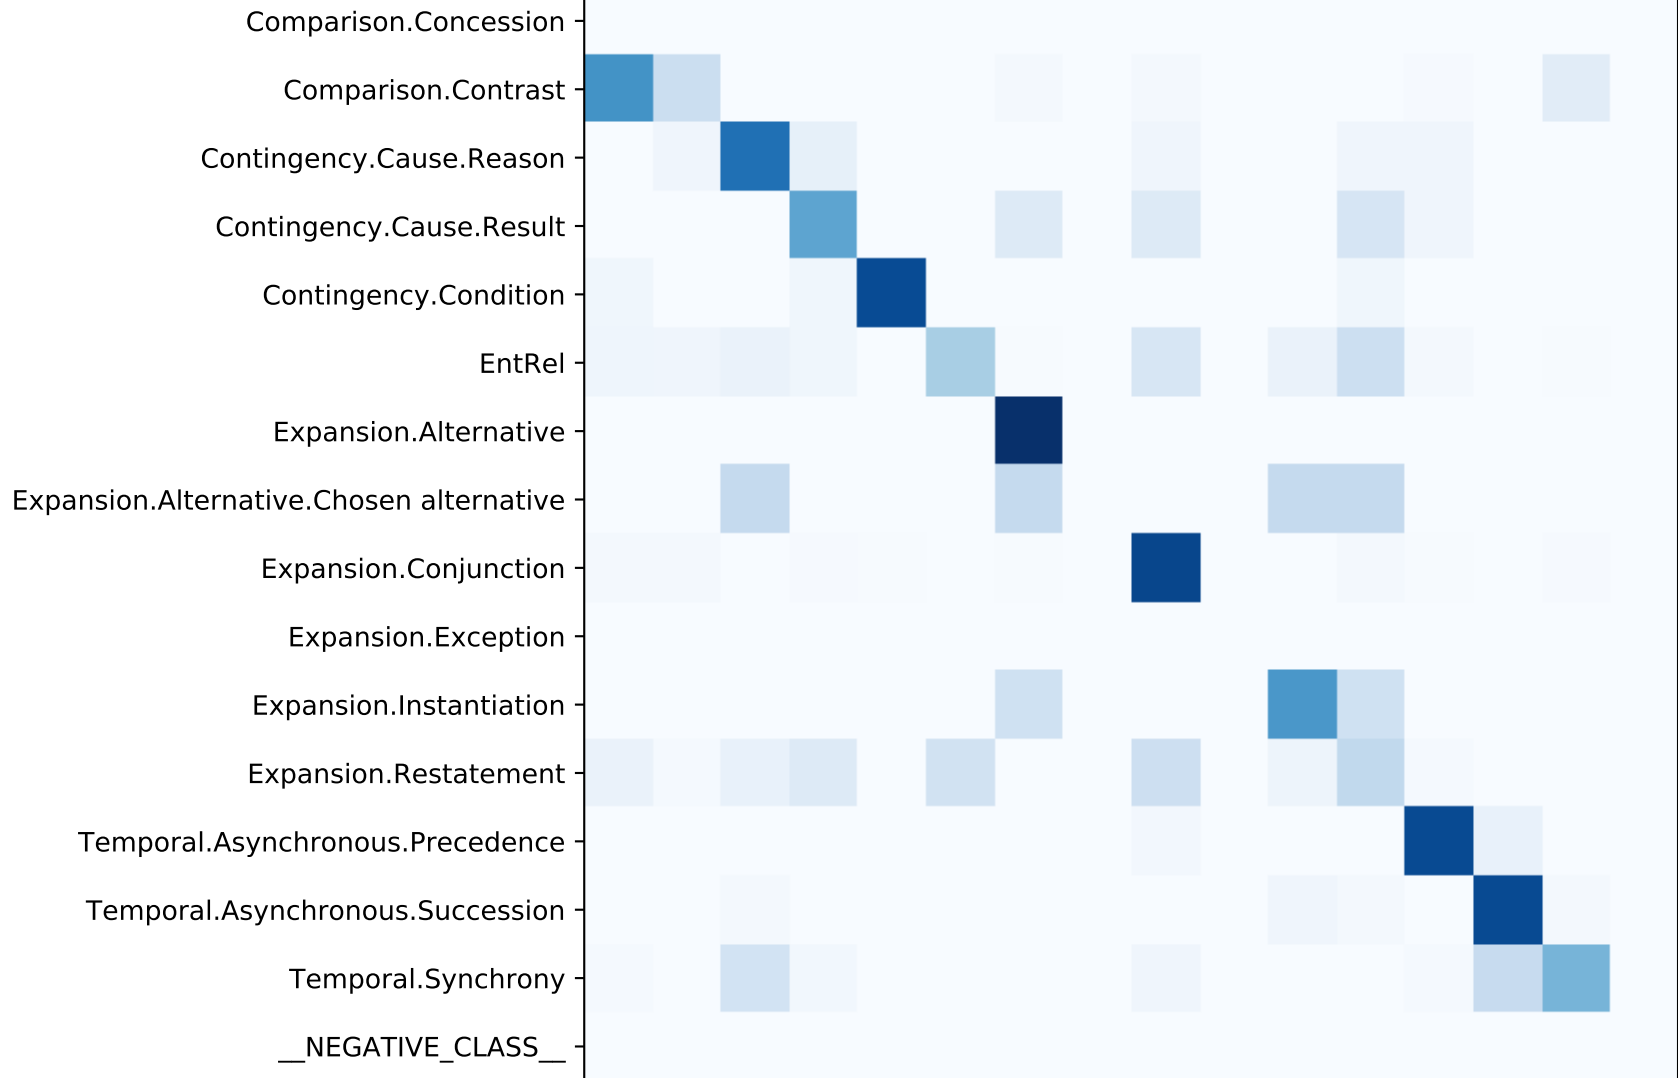 Comparison.Concession
Comparison.Contrast
Contingency.Cause.Reason
Contingency.Cause.Result
Contingency.Condition
EntRel
Expansion.Alternative
Expansion.Alternative.Chosen alternative
Expansion.Conjunction
Expansion.Exception
Expansion.Instantiation
Expansion.Restatement
Temporal.Asynchronous.Precedence
Temporal.Asynchronous.Succession
Temporal.Synchrony
__NEGATIVE_CLASS__